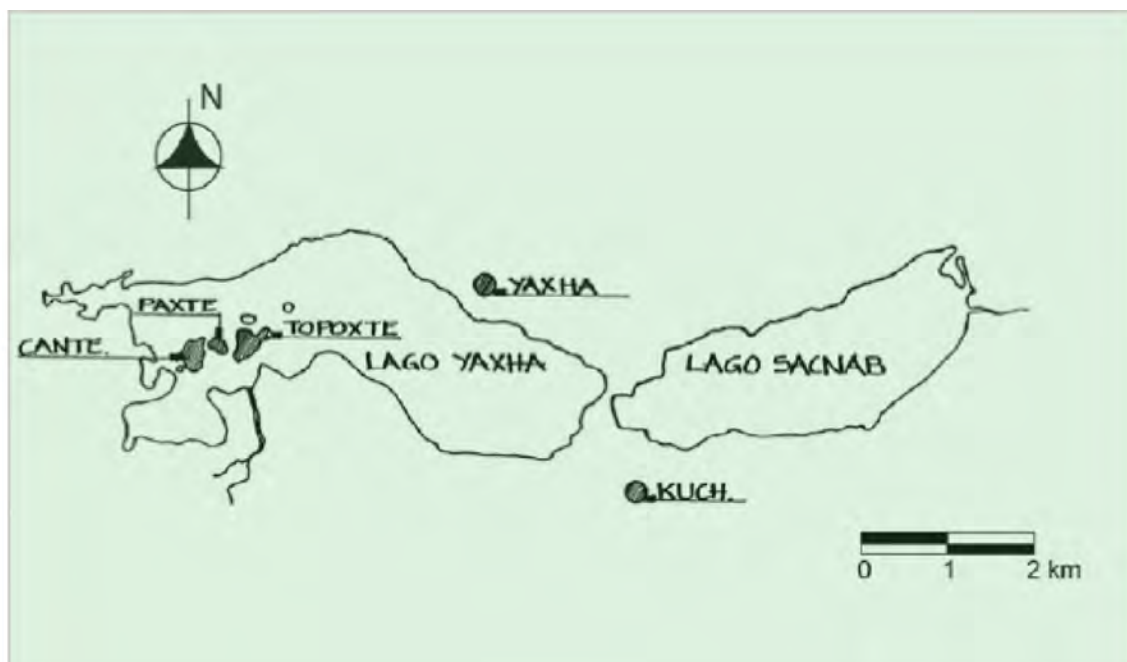 N
YAXHA
PAXTE
TOPOXTE
CANTE.
LAGO YAXHA
LAGO SACNAB
KUCH.
0 1 2 km